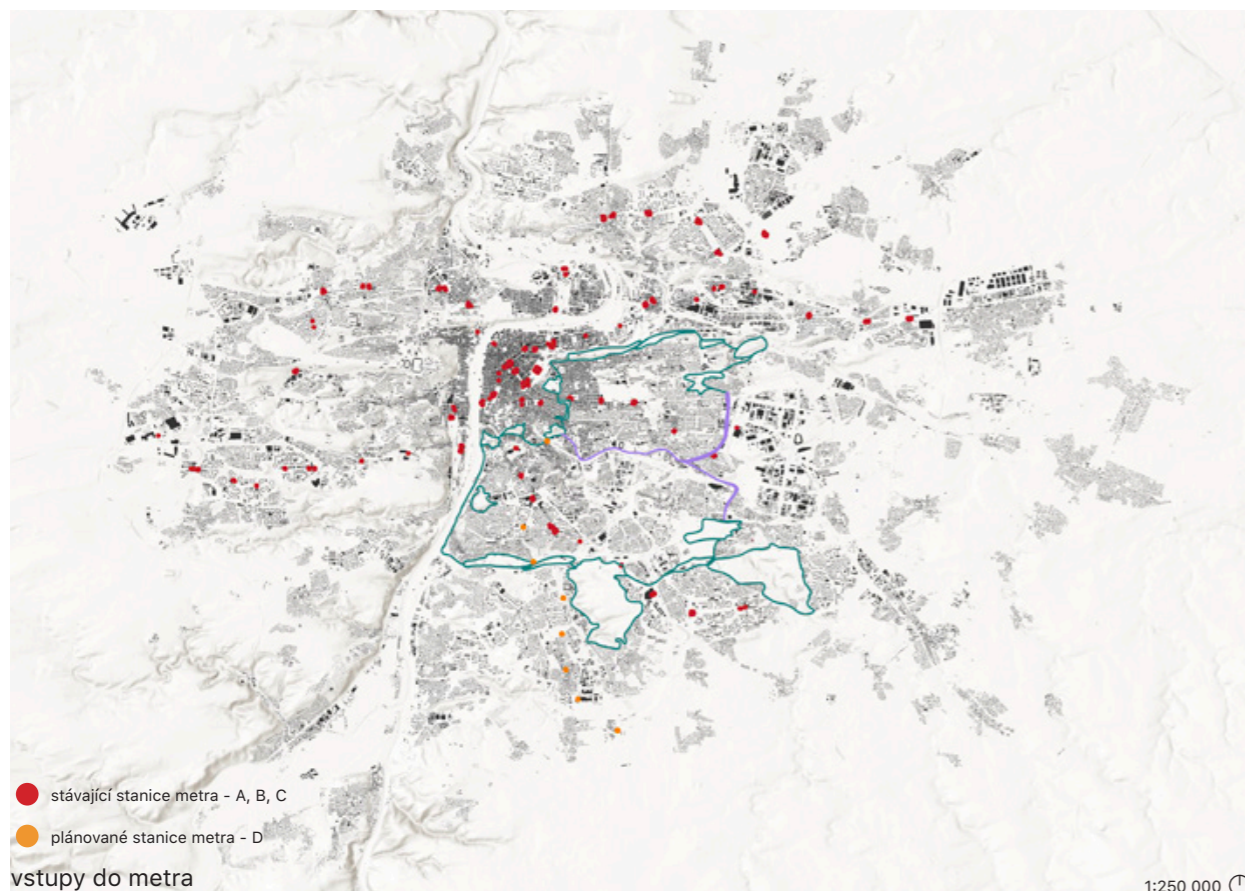 stávající stanice metra - A, B, C
plánované stanice metra - D
vstupy do metra
1:250 000